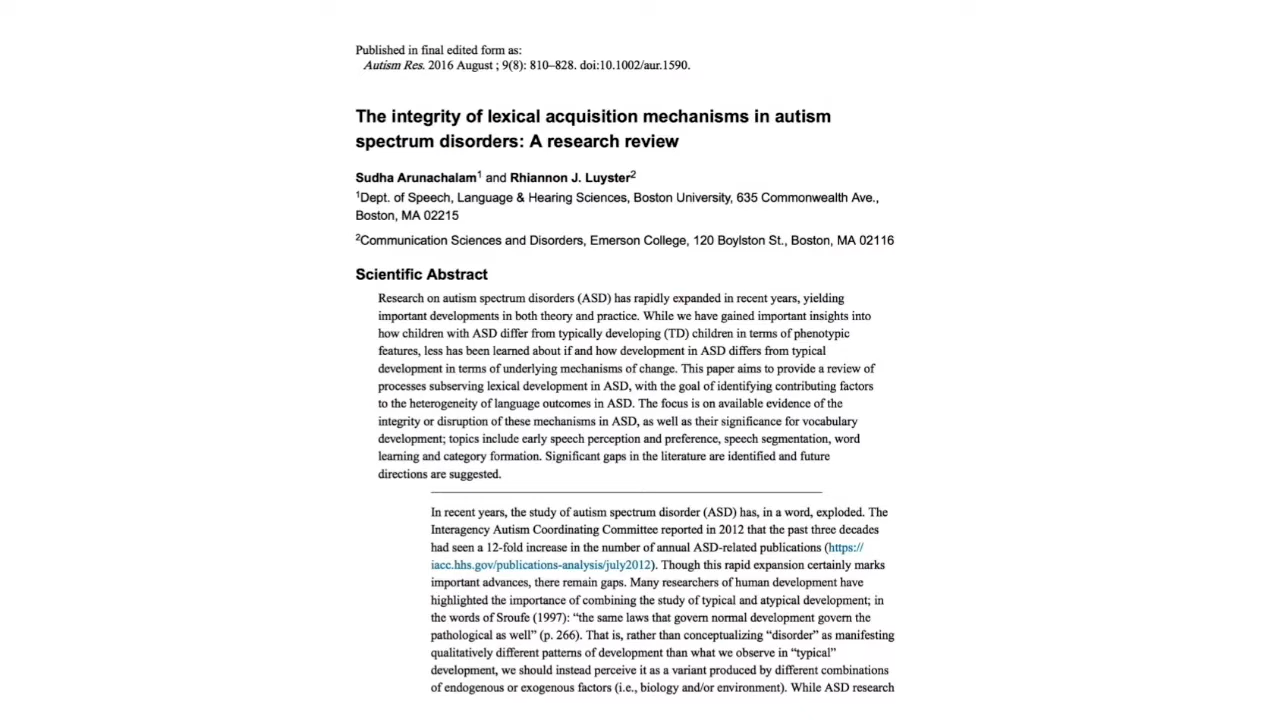 Published in final edited form as:
Autism Res. 2016 August ; 9(8): 810–828. doi:10.1002/aur.1590.
The integrity of lexical acquisition mechanisms in autism
spectrum disorders: A research review
Sudha Arunachalam1 and Rhiannon J. Luyster2
1Dept. of Speech, Language & Hearing Sciences, Boston University, 635 Commonwealth Ave.,
Boston, MA 02215
2Communication Sciences and Disorders, Emerson College, 120 Boylston St., Boston, MA 02116
Scientific Abstract
Research on autism spectrum disorders (ASD) has rapidly expanded in recent years, yielding
important developments in both theory and practice. While we have gained important insights into
how children with ASD differ from typically developing (TD) children in terms of phenotypic
features, less has been learned about if and how development in ASD differs from typical
development in terms of underlying mechanisms of change. This paper aims to provide a review of
processes subserving lexical development in ASD, with the goal of identifying contributing factors
to the heterogeneity of language outcomes in ASD. The focus is on available evidence of the
integrity or disruption of these mechanisms in ASD, as well as their significance for vocabulary
development; topics include early speech perception and preference, speech segmentation, word
learning and category formation. Significant gaps in the literature are identified and future
directions are suggested.
In recent years, the study of autism spectrum disorder (ASD) has, in a word, exploded. The
Interagency Autism Coordinating Committee reported in 2012 that the past three decades
had seen a 12-fold increase in the number of annual ASD-related publications (https://
iacc.hhs.gov/publications-analysis/july2012). Though this rapid expansion certainly marks
important advances, there remain gaps. Many researchers of human development have
highlighted the importance of combining the study of typical and atypical development; in
the words of Sroufe (1997): “the same laws that govern normal development govern the
pathological as well” (p. 266). That is, rather than conceptualizing “disorder” as manifesting
qualitatively different patterns of development than what we observe in “typical”
development, we should instead perceive it as a variant produced by different combinations
of endogenous or exogenous factors (i.e., biology and/or environment). While ASD research